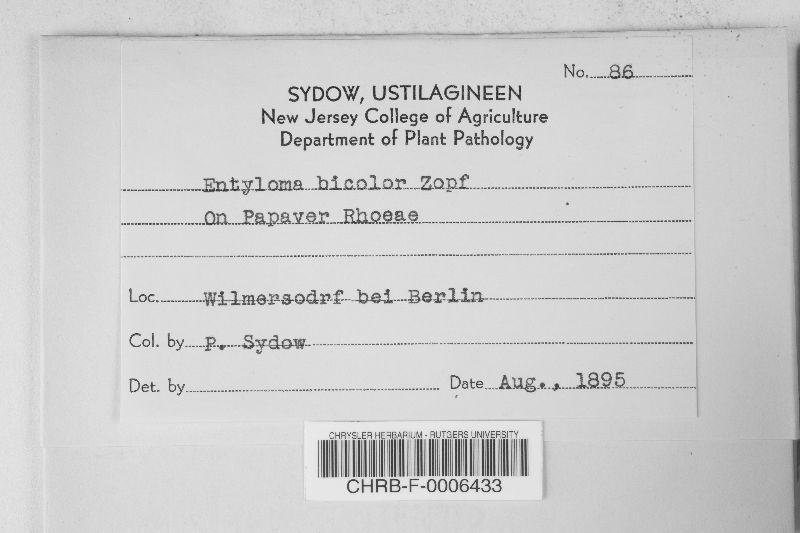 No. 86
SYDOW, USTILAGINEEN
New Jersey College of Agriculture
Department of Plant Pathology
Entyloma bicolor Zopf
On Papaver Rhoeae
Loc. Wilmersodrf bei Berlin
Col. by P. Sydow
Det. by
Date Aug., 1895
CHRYSLER HERBARIUM - RUTGERS UNIVERSITY
CHRB-F-0006433